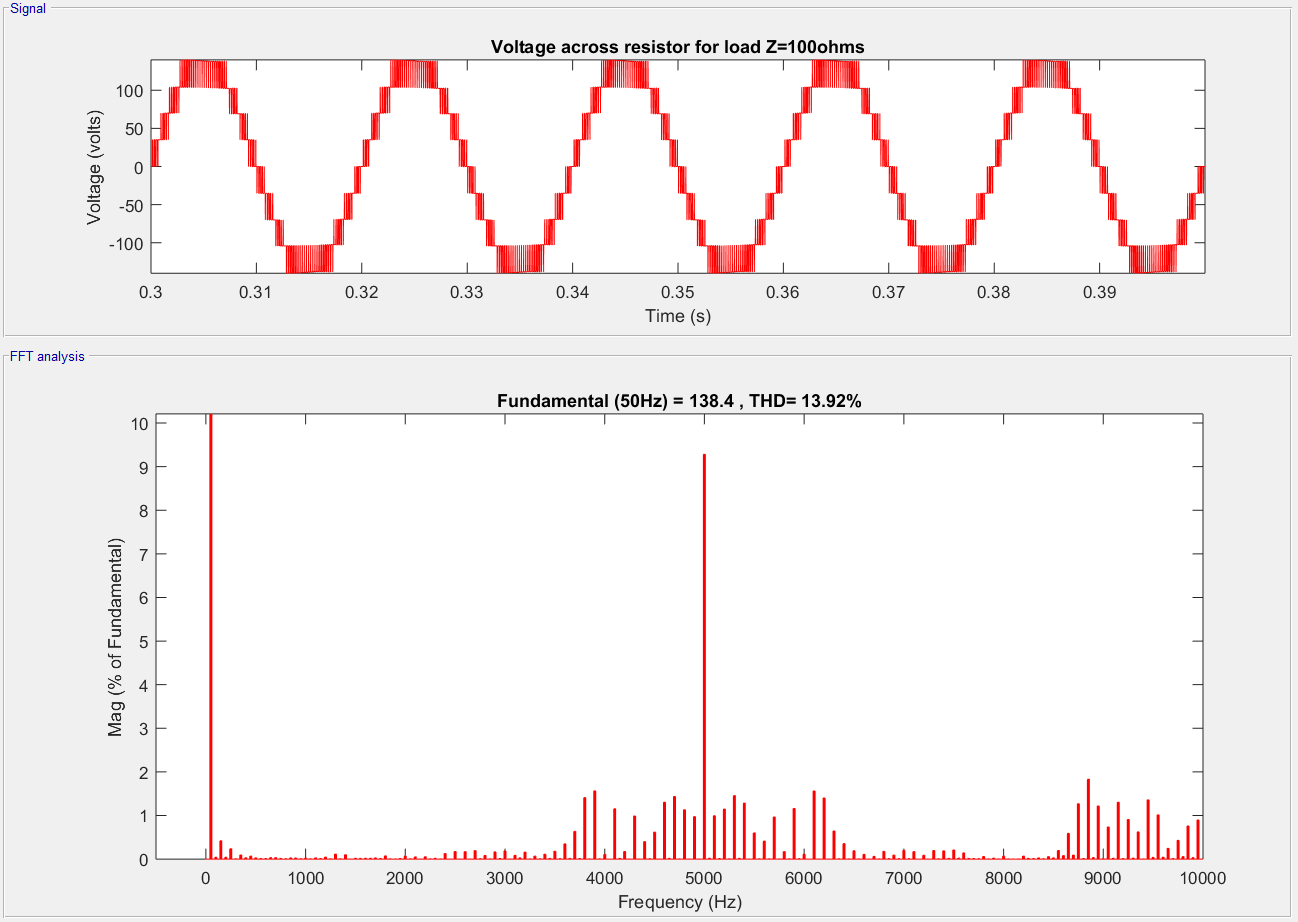 Signal
Voltage across resistor for load Z=100ohms
Voltage (volts)
100
50
0
-50
-100
0.3 0.31 0.32 0.33 0.34 0.35 0.36 0.37 0.38 0.39
Time (s)
FFT analysis
Fundamental (50Hz) = 138.4 , THD= 13.92%
Mag (% of Fundamental)
10
9
8
7
6
5
4
3
2
1
0
0 1000 2000 3000 4000 5000 6000 7000 8000 9000 10000
Frequency (Hz)